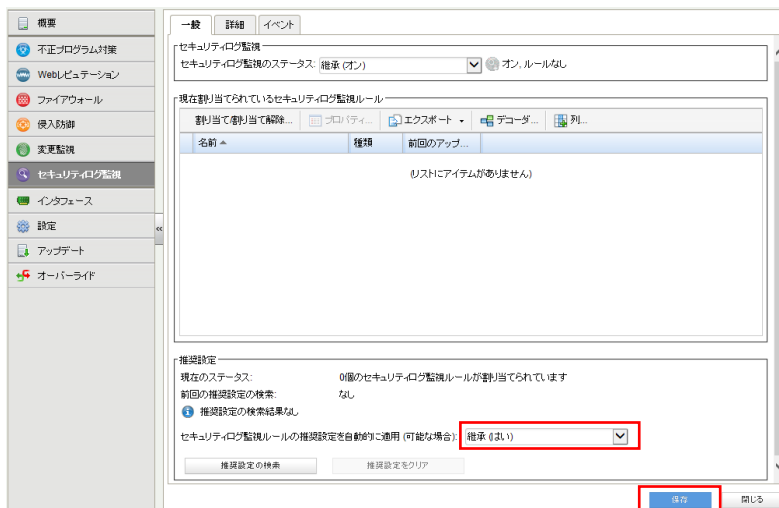 概要
不正プログラム対策
Webレピュテーション
ファイアウォール
侵入防御
変更監視
セキュリティログ監視
インタフェース
設定
アップデート
オーバーライド
一般 詳細 イベント
セキュリティログ監視
セキュリティログ監視のステータス: 継承 (オン) オン, ルールなし
現在割り当てられているセキュリティログ監視ルール
割り当て/割り当て解除... プロパティ... エクスポート デコーダ... 列...
名前 種類 前回のアップ...
(リストにアイテムがありません)
推奨設定
現在のステータス: 0個のセキュリティログ監視ルールが割り当てられています
前回の推奨設定の検索: なし
推奨設定の検索結果なし
セキュリティログ監視ルールの推奨設定を自動的に適用 (可能な場合): 継承 (はい)
推奨設定の検索 推奨設定をクリア
保存 閉じる